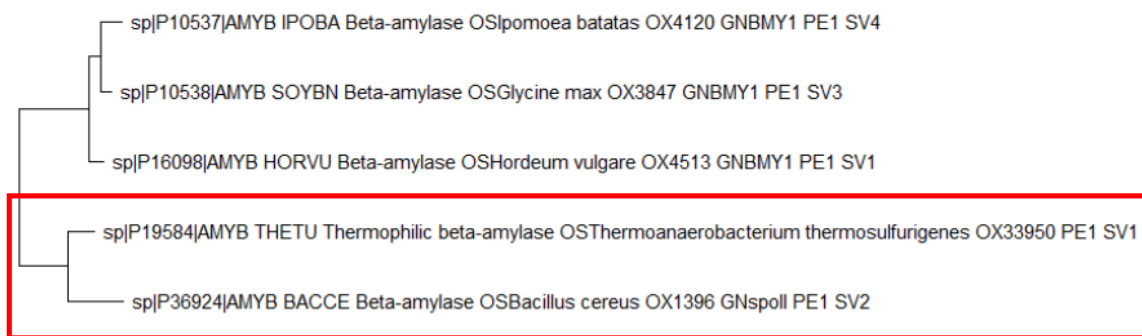 sp|P10537|AMYB IPOBA Beta-amylase OSIpomoea batatas OX4120 GNBMY1 PE1 SV4
sp|P10538|AMYB SOYBN Beta-amylase OSGlycine max OX3847 GNBMY1 PE1 SV3
sp|P16098|AMYB HORVU Beta-amylase OSHordeum vulgare OX4513 GNBMY1 PE1 SV1
sp|P19584|AMYB THETU Thermophilic beta-amylase OSThermoanaerobacterium thermosulfurigenes OX33950 PE1 SV1
sp|P36924|AMYB BACCE Beta-amylase OSBacillus cereus OX1396 GNspoII PE1 SV2